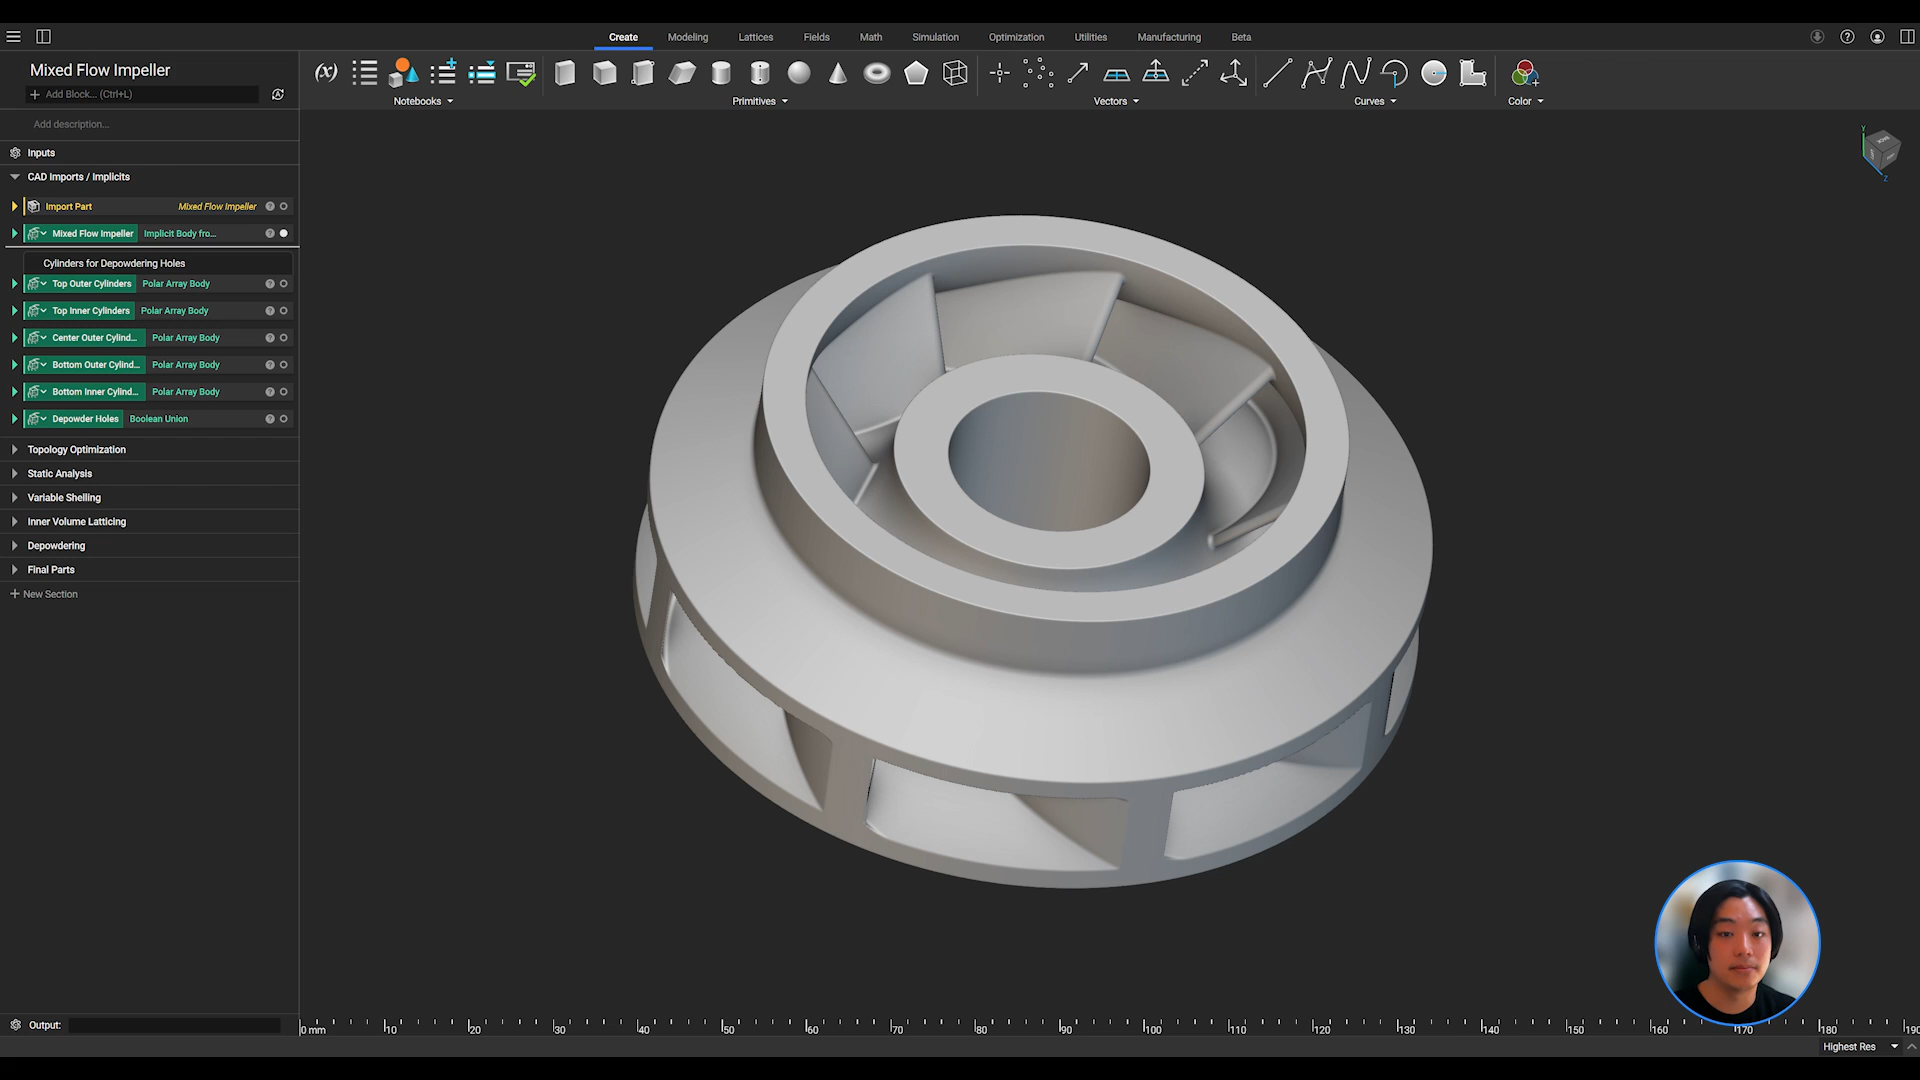 Create Modeling Lattices Fields Math Simulation Optimization Utilities Manufacturing Beta
Mixed Flow Impeller
Add Block... (Ctrl+L)
Notebooks Primitives Vectors Curves Color
Add description...
Inputs
CAD Imports / Implicits
Import Part Mixed Flow Impeller
Mixed Flow Impeller Implicit Body fro...
Cylinders for Depowdering Holes
Top Outer Cylinders Polar Array Body
Top Inner Cylinders Polar Array Body
Center Outer Cylind... Polar Array Body
Bottom Outer Cylind... Polar Array Body
Bottom Inner Cylind... Polar Array Body
Depowder Holes Boolean Union
Topology Optimization
Static Analysis
Variable Shelling
Inner Volume Latticing
Depowdering
Final Parts
New Section
Output:
0 mm 10 20 30 40 50 60 70 80 90 100 110 120 130 140 150 160 170 180 190
Highest Res
Y
Z